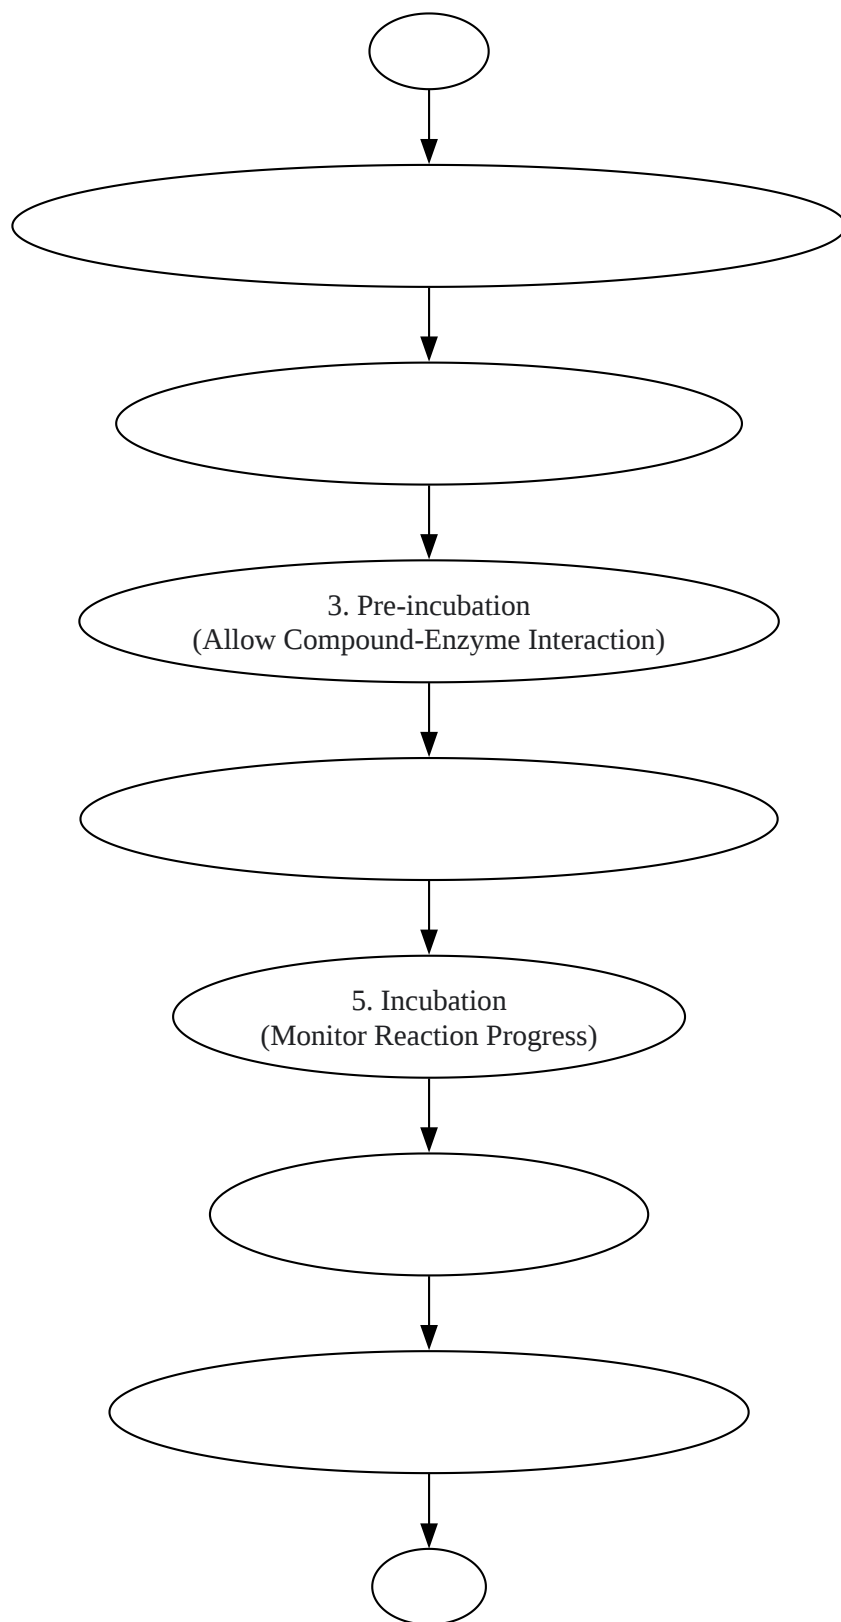 3. Pre-incubation
(Allow Compound-Enzyme Interaction)
5. Incubation
(Monitor Reaction Progress)